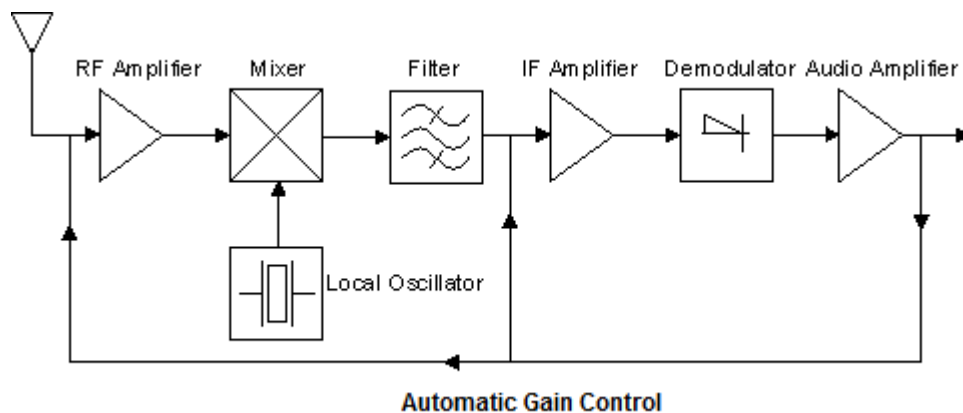 RF Amplifier
Mixer
Filter
IF Amplifier
Demodulator
Audio Amplifier
Local Oscillator
Automatic Gain Control